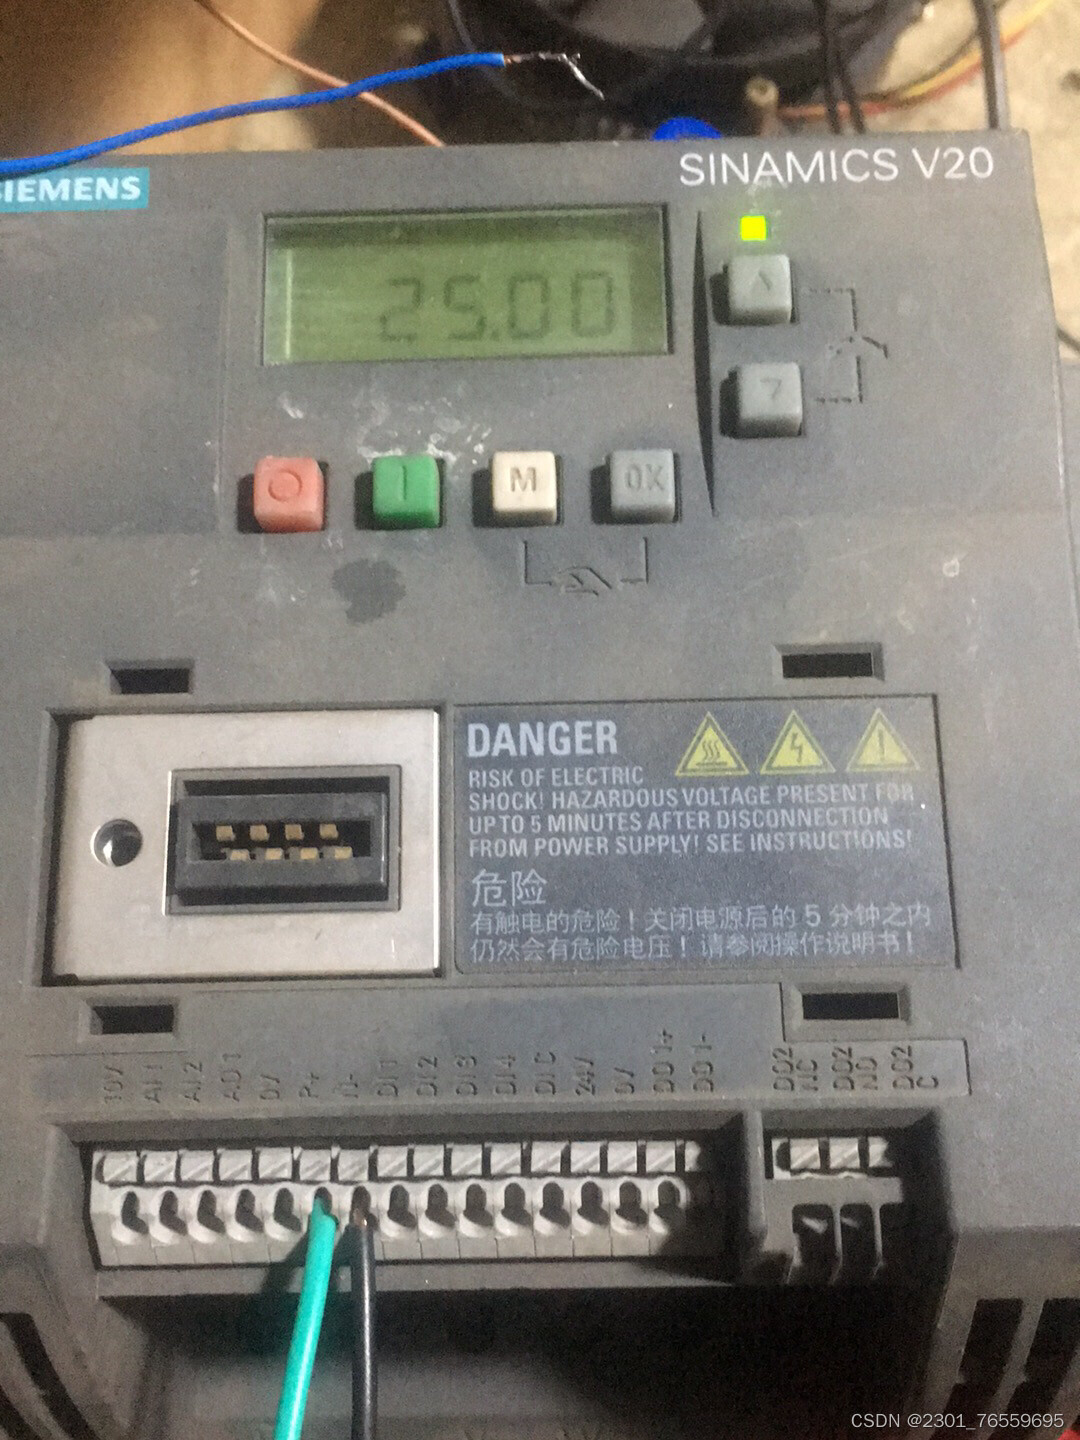 SIEMENS
SINAMICS V20
25.00
M
OK
DANGER
RISK OF ELECTRIC
SHOCK! HAZARDOUS VOLTAGE PRESENT FOR
UP TO 5 MINUTES AFTER DISCONNECTION
FROM POWER SUPPLY! SEE INSTRUCTIONS!
危险
有触电的危险！关闭电源后的 5 分钟之内
仍然会有危险电压！请参阅操作说明书！
10V AI1 AI2 AO1 0V P+ N- DI1 DI2 DI3 DI4 DI C 24V 0V DO1+ DO1- DO2 NC DO2 NO DO2 C
CSDN @2301_76559695